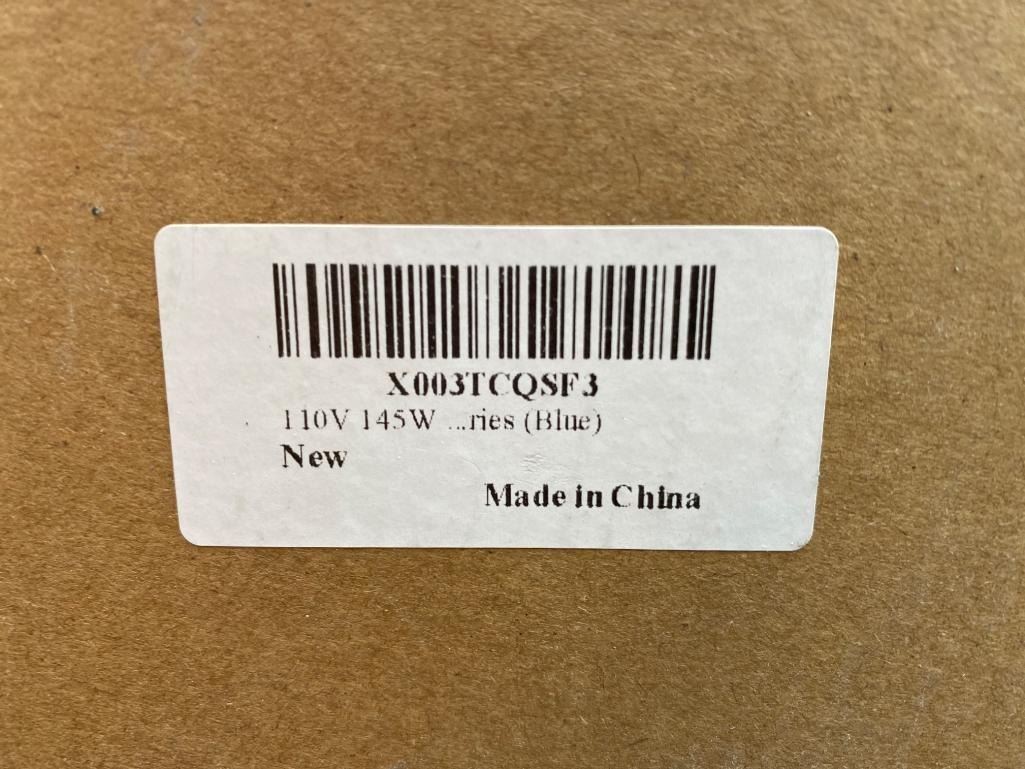 X003TCQSF3
110V 145W ...ries (Blue)
New
Made in China